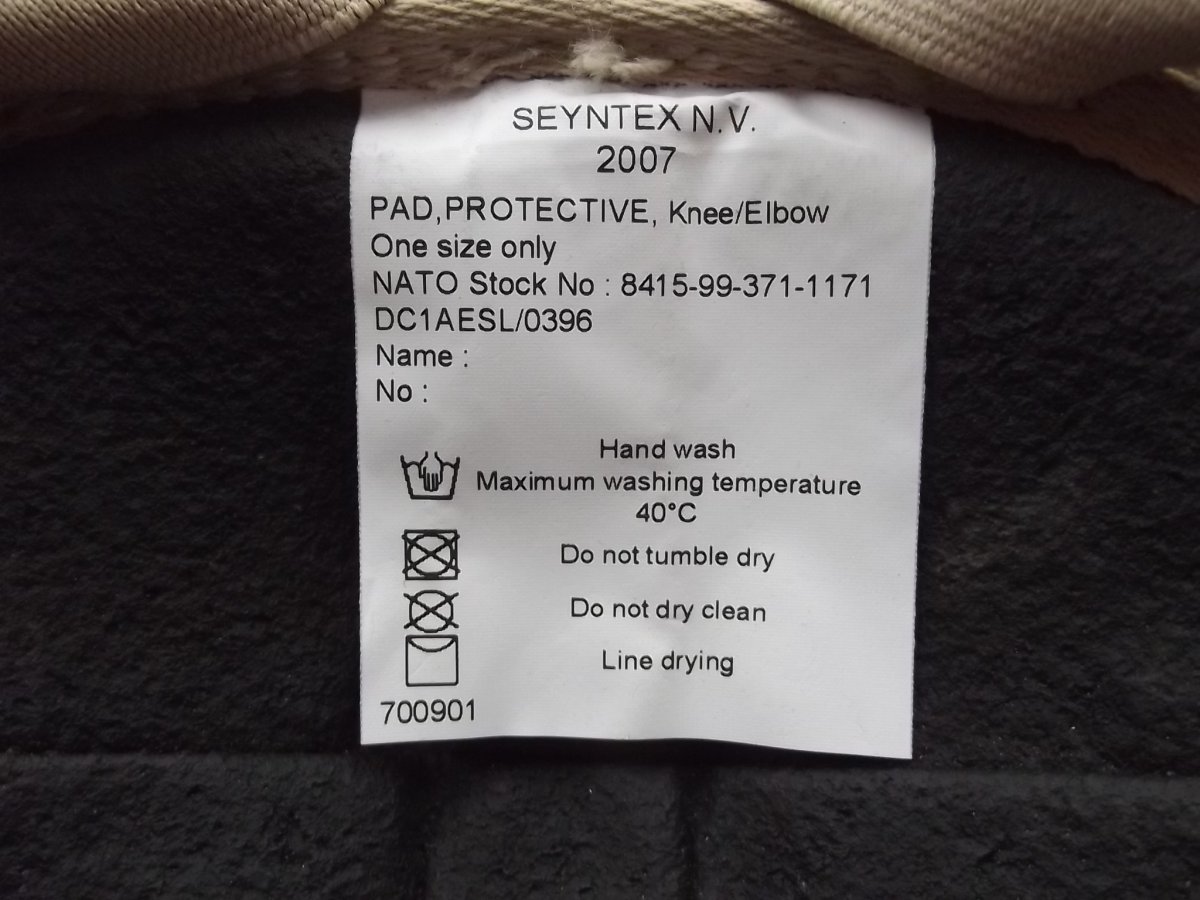 SEYNTEX N.V.
2007
PAD,PROTECTIVE, Knee/Elbow
One size only
NATO Stock No : 8415-99-371-1171
DC1AESL/0396
Name :
No :
Hand wash
Maximum washing temperature
40°C
Do not tumble dry
Do not dry clean
Line drying
700901